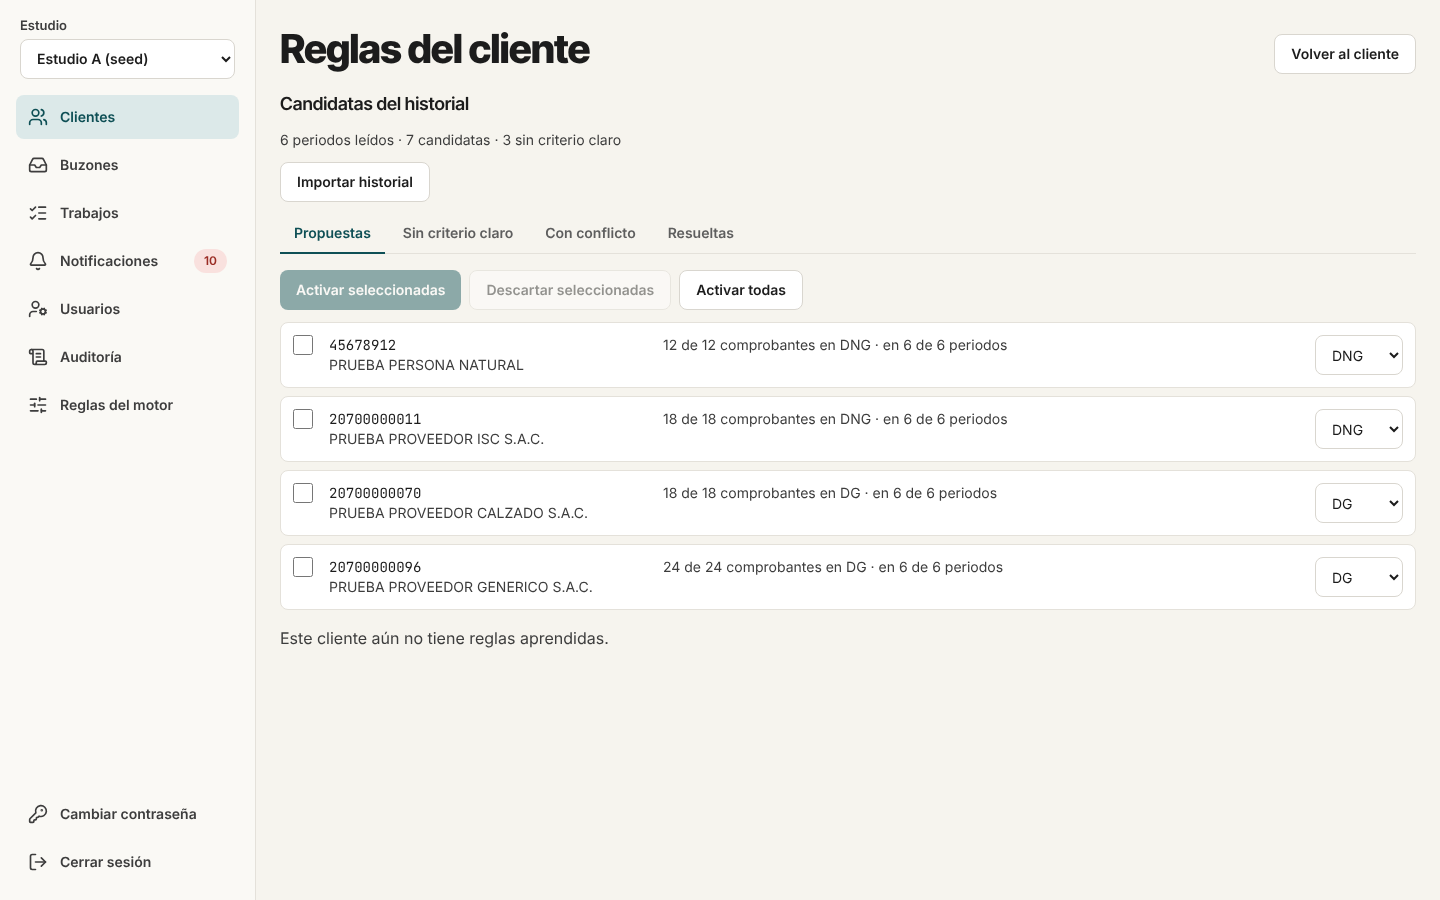 Estudio
Estudio A (seed)
Clientes
Buzones
Trabajos
Notificaciones 10
Usuarios
Auditoría
Reglas del motor
Cambiar contraseña
Cerrar sesión
Reglas del cliente
Volver al cliente
Candidatas del historial
6 periodos leídos · 7 candidatas · 3 sin criterio claro
Importar historial
Propuestas Sin criterio claro Con conflicto Resueltas
Activar seleccionadas Descartar seleccionadas Activar todas
45678912 12 de 12 comprobantes en DNG · en 6 de 6 periodos DNG
PRUEBA PERSONA NATURAL
20700000011 18 de 18 comprobantes en DNG · en 6 de 6 periodos DNG
PRUEBA PROVEEDOR ISC S.A.C.
20700000070 18 de 18 comprobantes en DG · en 6 de 6 periodos DG
PRUEBA PROVEEDOR CALZADO S.A.C.
20700000096 24 de 24 comprobantes en DG · en 6 de 6 periodos DG
PRUEBA PROVEEDOR GENERICO S.A.C.
Este cliente aún no tiene reglas aprendidas.